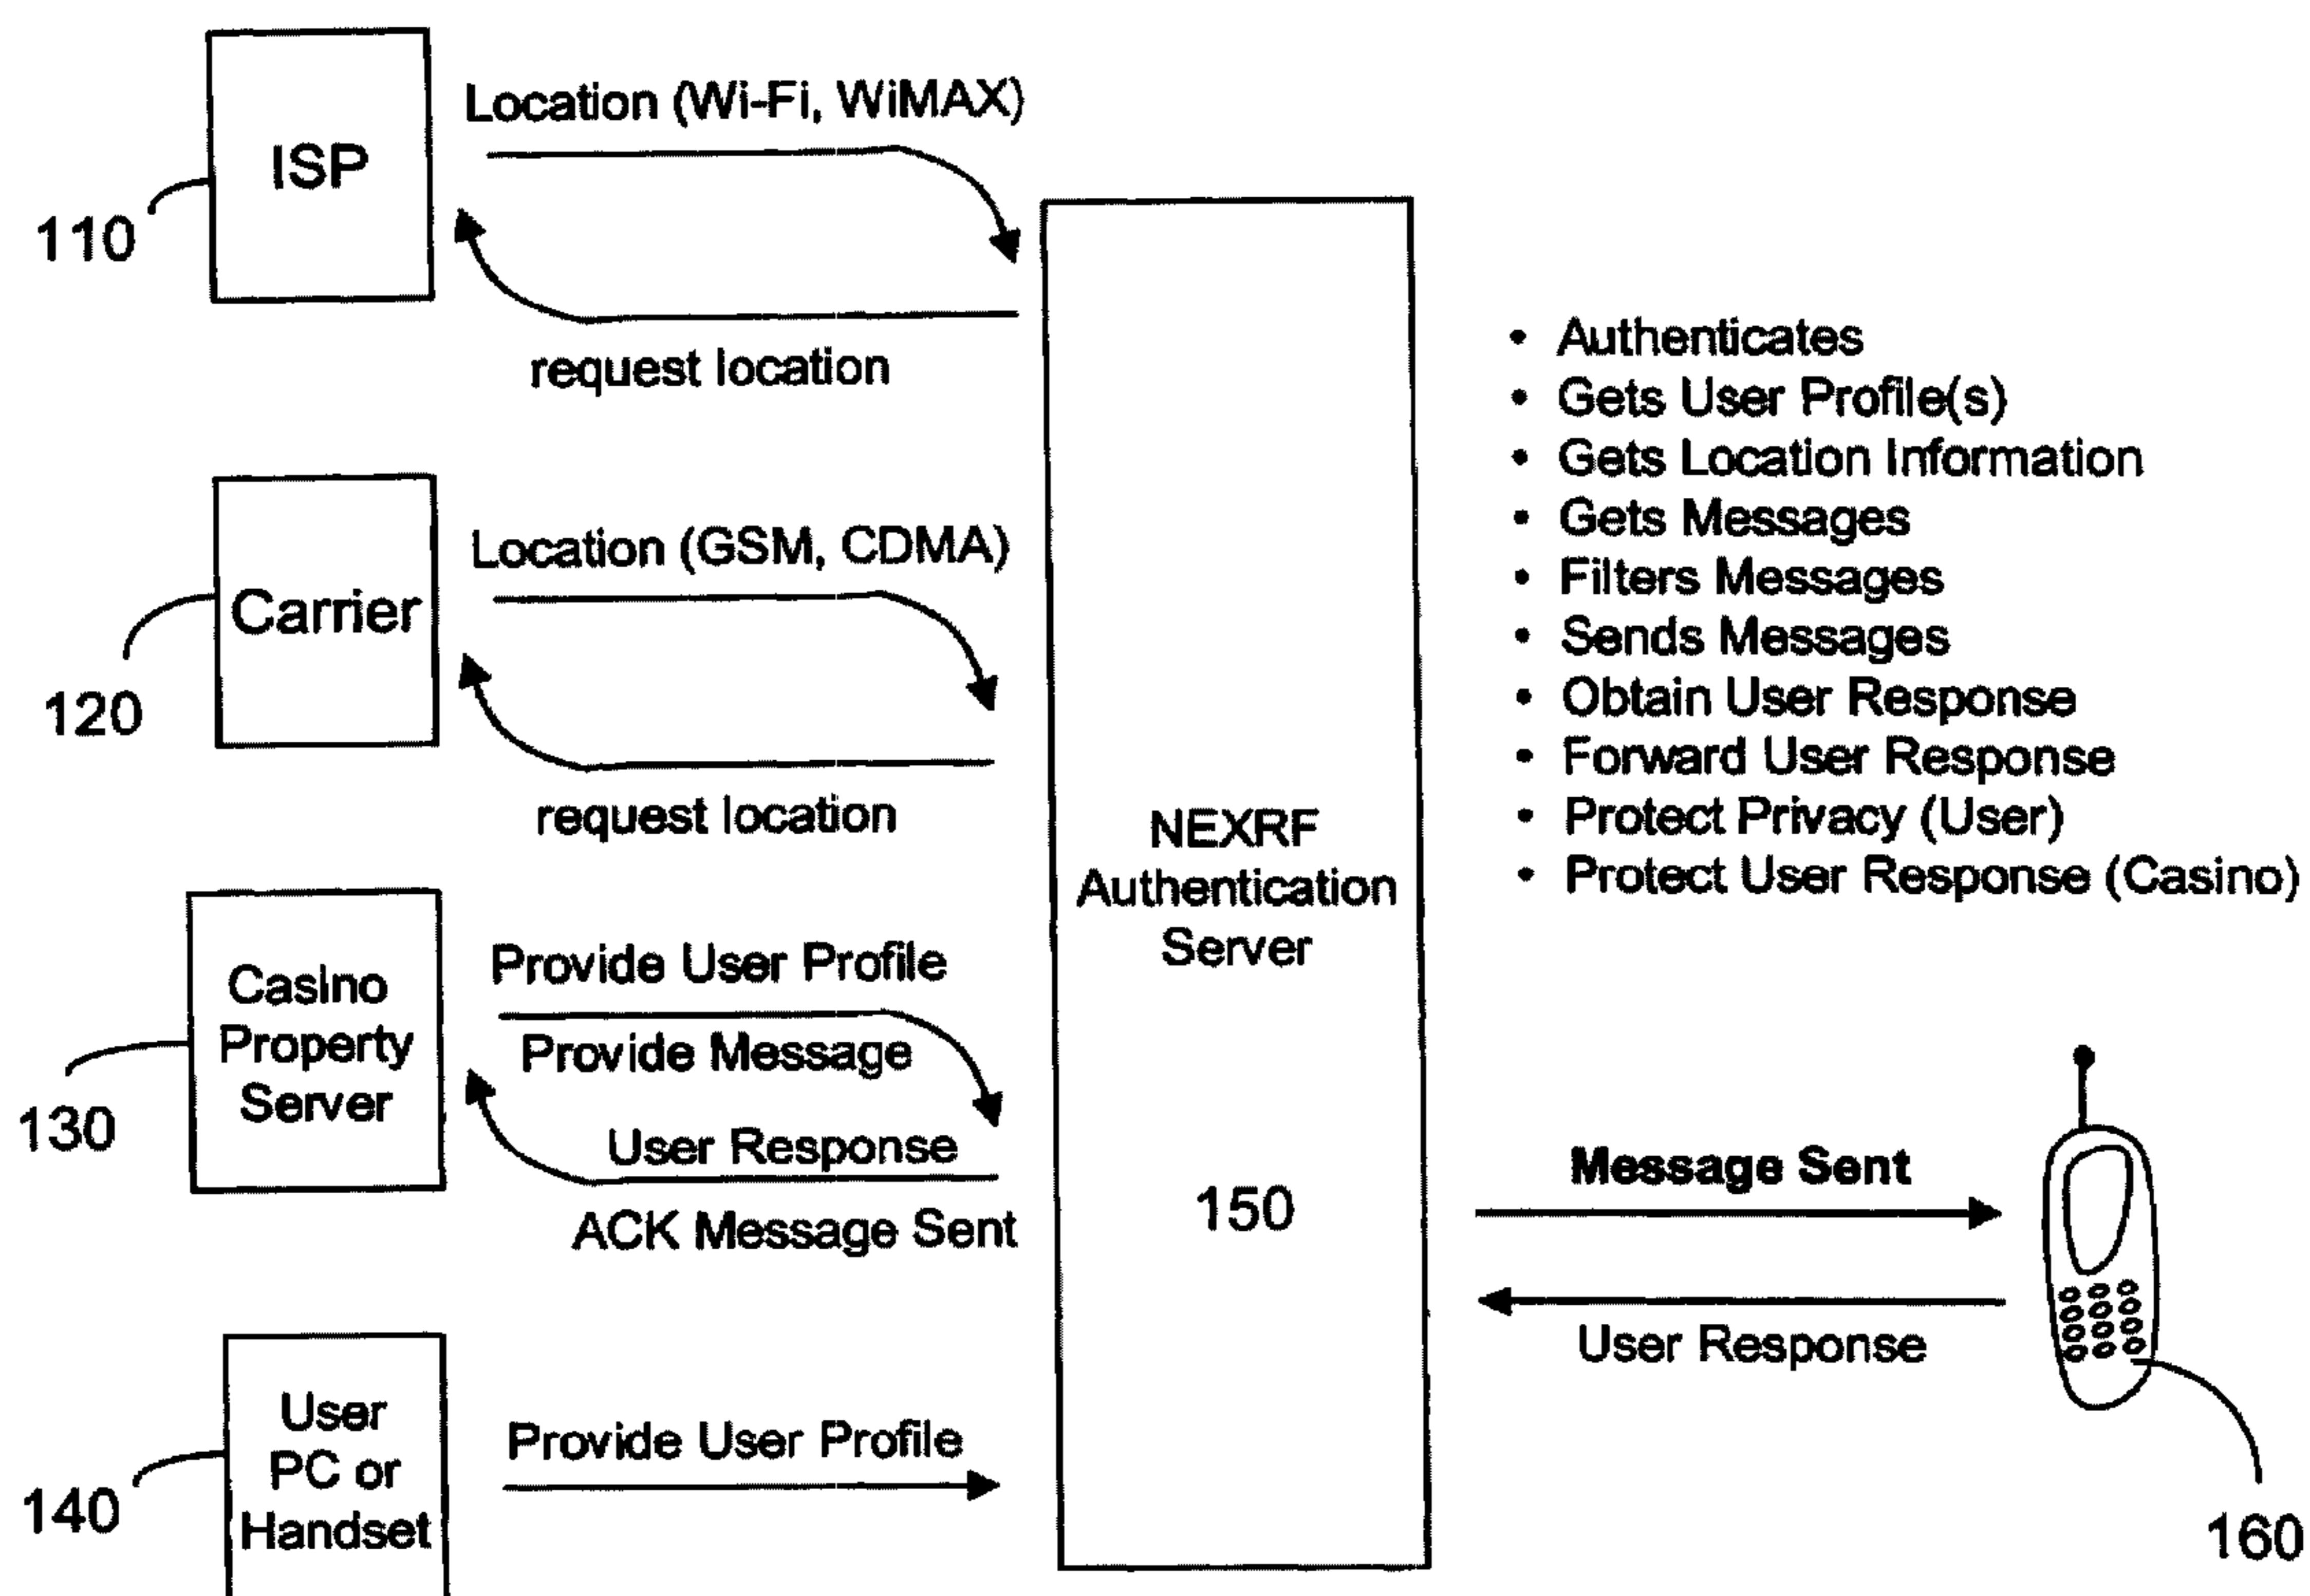 ISP
110
Location (Wi-Fi, WiMAX)
request location
Carrier
120
Location (GSM, CDMA)
request location
Casino
Property
Server
130
Provide User Profile
Provide Message
User Response
ACK Message Sent
User
PC or
Handset
140
Provide User Profile
NEXRF
Authentication
Server
150
• Authenticates
• Gets User Profile(s)
• Gets Location Information
• Gets Messages
• Filters Messages
• Sends Messages
• Obtain User Response
• Forward User Response
• Protect Privacy (User)
• Protect User Response (Casino)
Message Sent
User Response
160